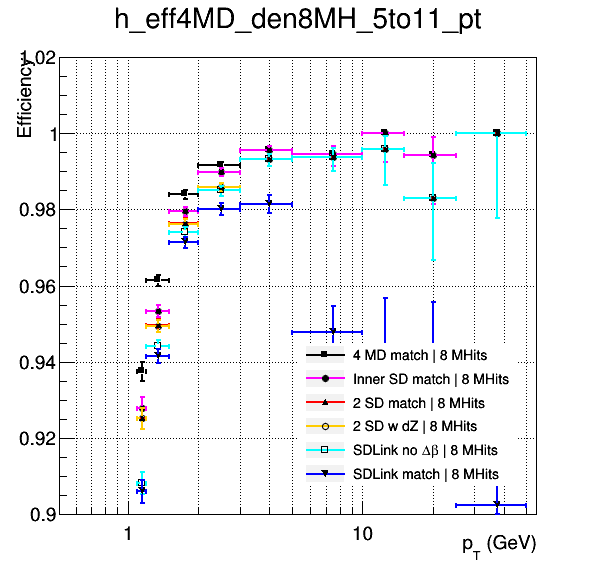 h_eff4MD_den8MH_5to11_pt
Efficiency
1.02
1
0.98
0.96
0.94
0.92
0.9
4 MD match | 8 MHits
Inner SD match | 8 MHits
2 SD match | 8 MHits
2 SD w dZ | 8 MHits
SDLink no Δβ | 8 MHits
SDLink match | 8 MHits
1
10
p_T (GeV)